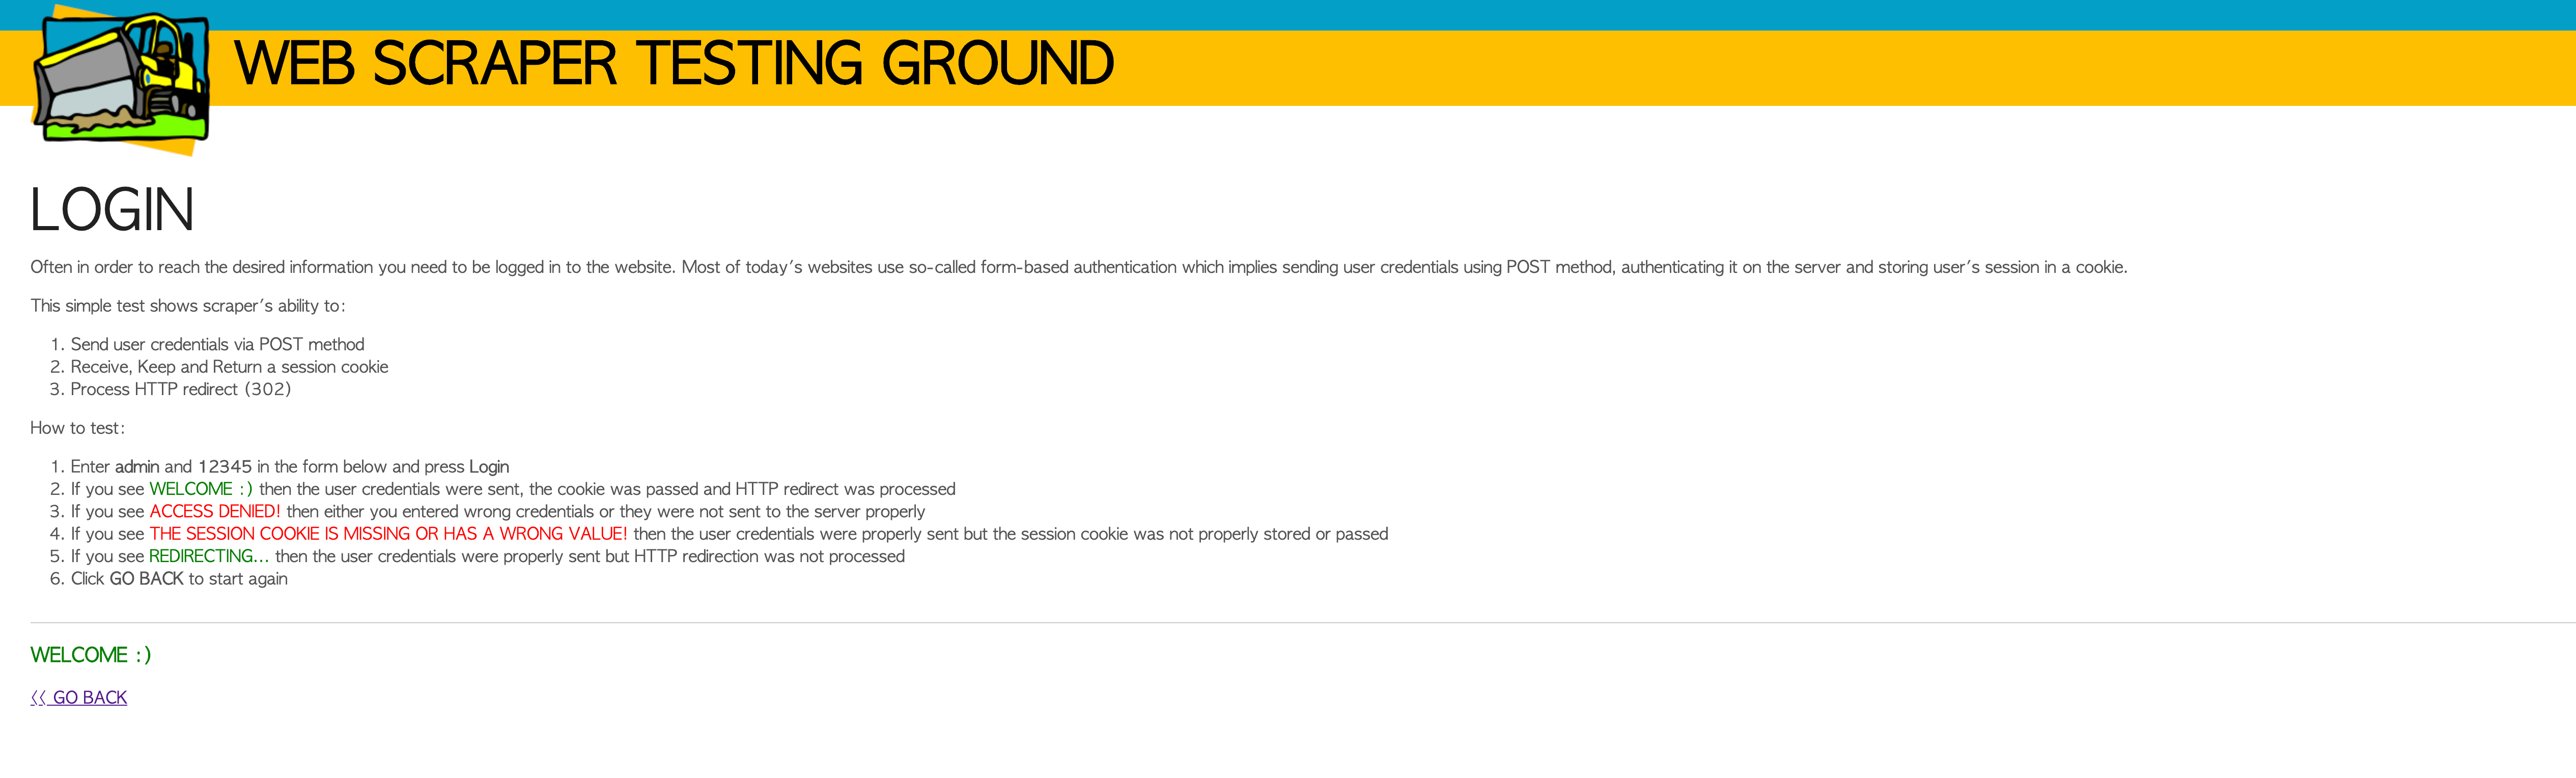 WEB SCRAPER TESTING GROUND
LOGIN
Often in order to reach the desired information you need to be logged in to the website. Most of today's websites use so-called form-based authentication which implies sending user credentials using POST method, authenticating it on the server and storing user's session in a cookie.
This simple test shows scraper's ability to:
1. Send user credentials via POST method
2. Receive, Keep and Return a session cookie
3. Process HTTP redirect (302)
How to test:
1. Enter admin and 12345 in the form below and press Login
2. If you see WELCOME :) then the user credentials were sent, the cookie was passed and HTTP redirect was processed
3. If you see ACCESS DENIED! then either you entered wrong credentials or they were not sent to the server properly
4. If you see THE SESSION COOKIE IS MISSING OR HAS A WRONG VALUE! then the user credentials were properly sent but the session cookie was not properly stored or passed
5. If you see REDIRECTING... then the user credentials were properly sent but HTTP redirection was not processed
6. Click GO BACK to start again
WELCOME :)
<< GO BACK